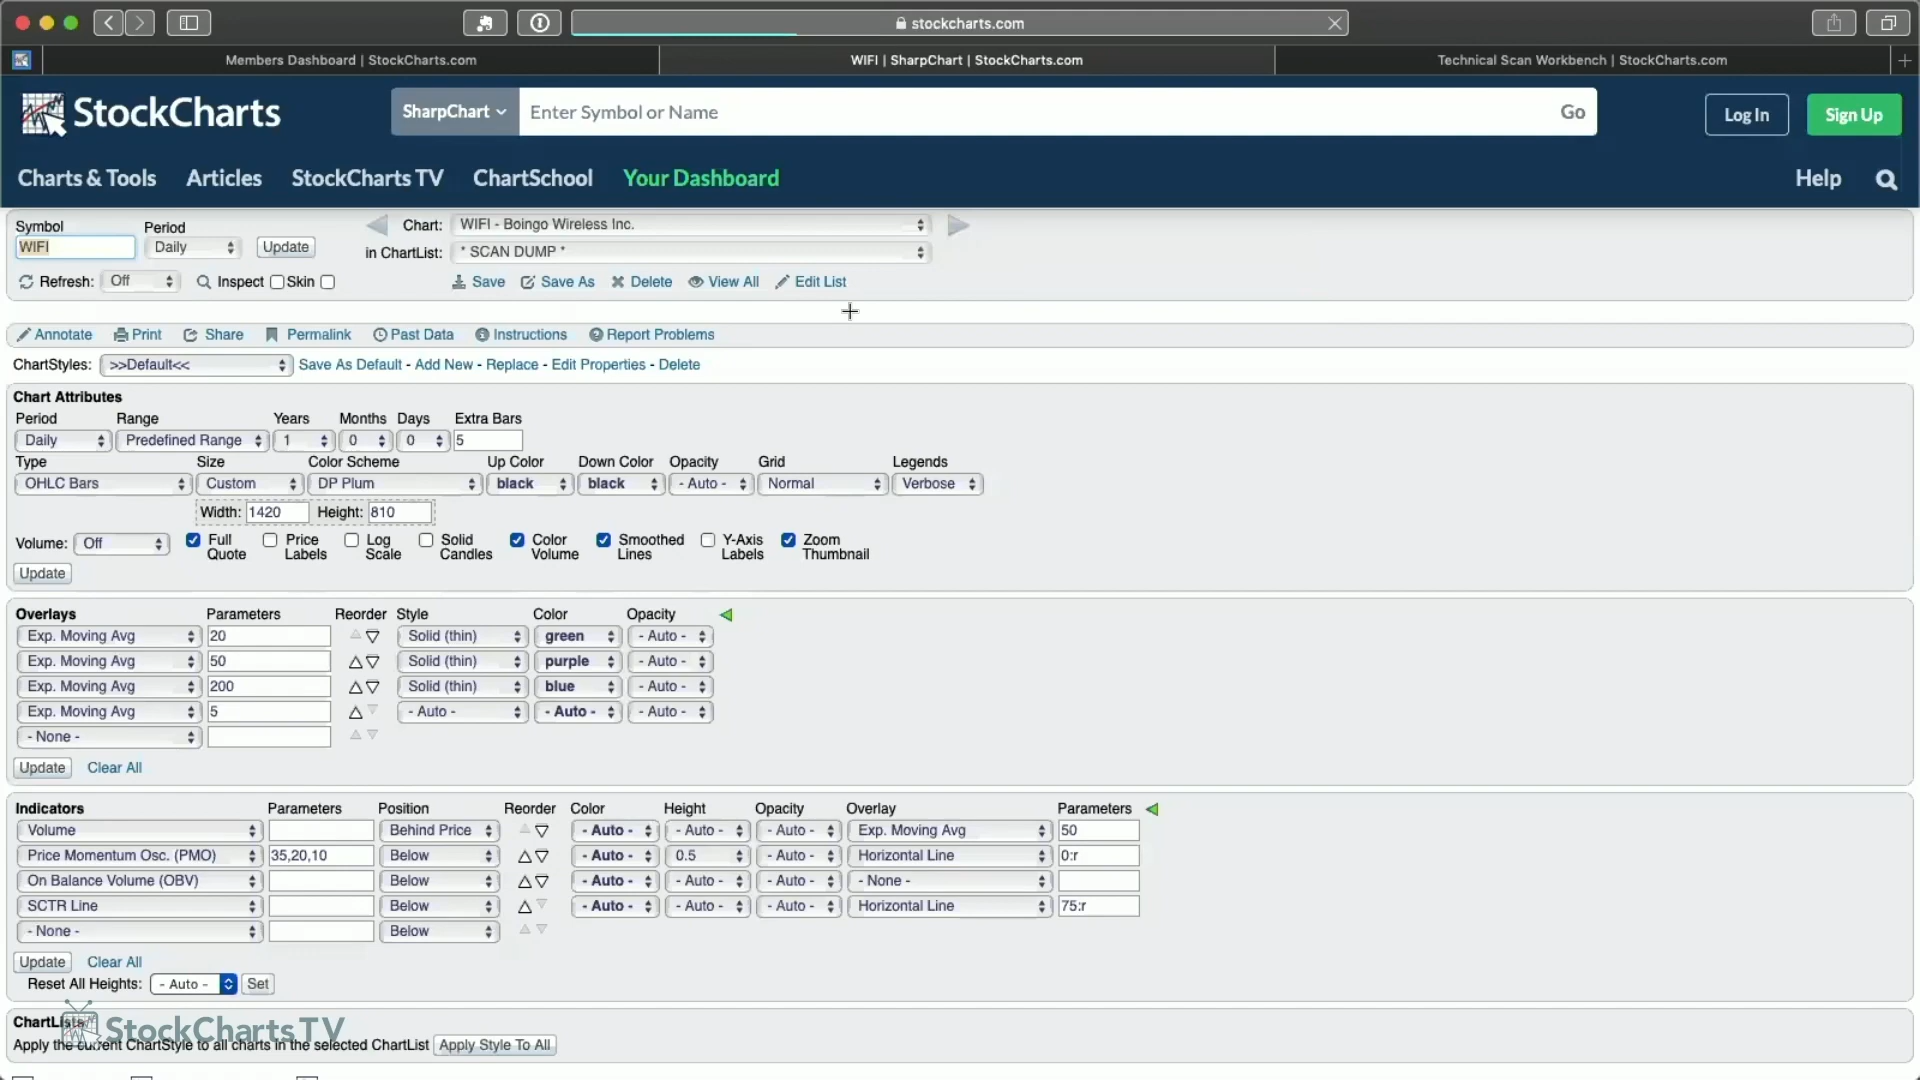 stockcharts.com
Members Dashboard | StockCharts.com
WIFI | SharpChart | StockCharts.com
Technical Scan Workbench | StockCharts.com
StockCharts
SharpChart
Enter Symbol or Name
Go
Log In
Sign Up
Charts & Tools Articles StockCharts TV ChartSchool Your Dashboard Help
Symbol Period Chart: WIFI - Boingo Wireless Inc.
WIFI Daily Update in ChartList: * SCAN DUMP *
Refresh: Off Inspect Skin Save Save As Delete View All Edit List
Annotate Print Share Permalink Past Data Instructions Report Problems
ChartStyles: >>Default<< Save As Default - Add New - Replace - Edit Properties - Delete
Chart Attributes
Period Range Years Months Days Extra Bars
Daily Predefined Range 1 0 0 5
Type Size Color Scheme Up Color Down Color Opacity Grid Legends
OHLC Bars Custom DP Plum black black - Auto - Normal Verbose
Width: 1420 Height: 810
Volume: Off Full Quote Price Labels Log Scale Solid Candles Color Volume Smoothed Lines Y-Axis Labels Zoom Thumbnail
Update
Overlays Parameters Reorder Style Color Opacity
Exp. Moving Avg 20 Solid (thin) green - Auto -
Exp. Moving Avg 50 Solid (thin) purple - Auto -
Exp. Moving Avg 200 Solid (thin) blue - Auto -
Exp. Moving Avg 5 - Auto - - Auto - - Auto -
- None -
Update Clear All
Indicators Parameters Position Reorder Color Height Opacity Overlay Parameters
Volume Behind Price - Auto - - Auto - - Auto - Exp. Moving Avg 50
Price Momentum Osc. (PMO) 35,20,10 Below - Auto - 0.5 - Auto - Horizontal Line 0:r
On Balance Volume (OBV) Below - Auto - - Auto - - Auto - - None -
SCTR Line Below - Auto - - Auto - - Auto - Horizontal Line 75:r
- None - Below
Update Clear All
Reset All Heights: - Auto - Set
ChartLists
StockChartsTV
Apply the current ChartStyle to all charts in the selected ChartList Apply Style To All